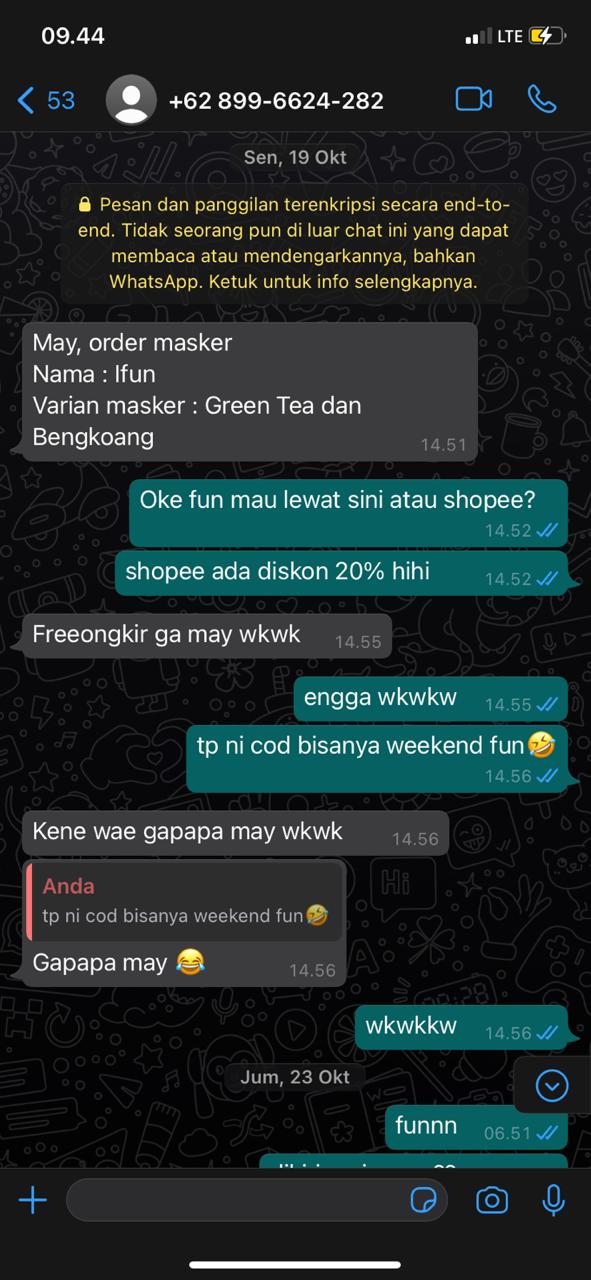 09.44
LTE
53
+62 899-6624-282
Sen, 19 Okt
Pesan dan panggilan terenkripsi secara end-to-
end. Tidak seorang pun di luar chat ini yang dapat
membaca atau mendengarkannya, bahkan
WhatsApp. Ketuk untuk info selengkapnya.
May, order masker
Nama : Ifun
Varian masker : Green Tea dan
Bengkoang
14.51
Oke fun mau lewat sini atau shopee?
14.52
shopee ada diskon 20% hihi
14.52
Freeongkir ga may wkwk
14.55
engga wkwkw
14.55
tp ni cod bisanya weekend fun🤣
14.56
Kene wae gapapa may wkwk
14.56
Anda
tp ni cod bisanya weekend fun🤣
Gapapa may 😂
14.56
wkwkkw
14.56
Jum, 23 Okt
funnn
06.51